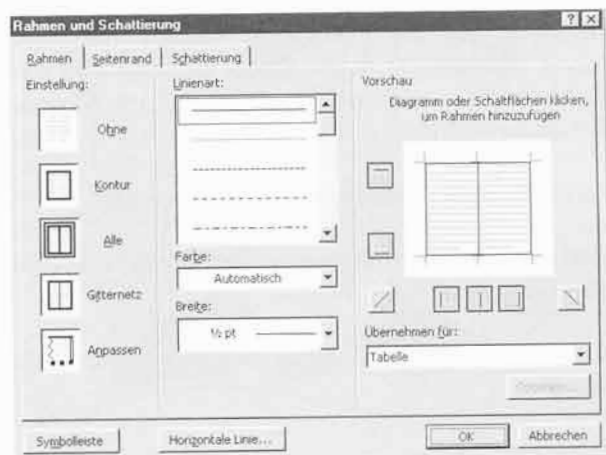 Rahmen und Schattierung
Rahmen Seitenrand Schattierung
Einstellung:
Ohne
Kontur
Alle
Gitternetz
Anpassen
Linienart:
Farbe:
Automatisch
Breite:
½ pt
Vorschau
Diagramm oder Schaltflächen klicken,
um Rahmen hinzuzufügen
Übernehmen für:
Tabelle
Optionen...
Symbolleiste
Horizontale Linie...
OK
Abbrechen